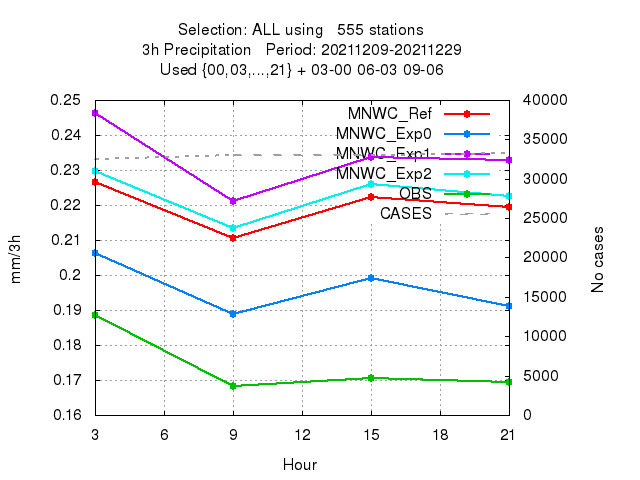 Selection: ALL using   555 stations
3h Precipitation   Period: 20211209-20211229
Used {00,03,...,21} + 03-00 06-03 09-06
0.25
0.24
0.23
0.22
0.21
0.2
0.19
0.18
0.17
0.16
mm/3h
MNWC_Ref
MNWC_Exp0
MNWC_Exp1
MNWC_Exp2
OBS
CASES
40000
35000
30000
25000
20000
15000
10000
5000
0
No cases
3 6 9 12 15 18 21
Hour